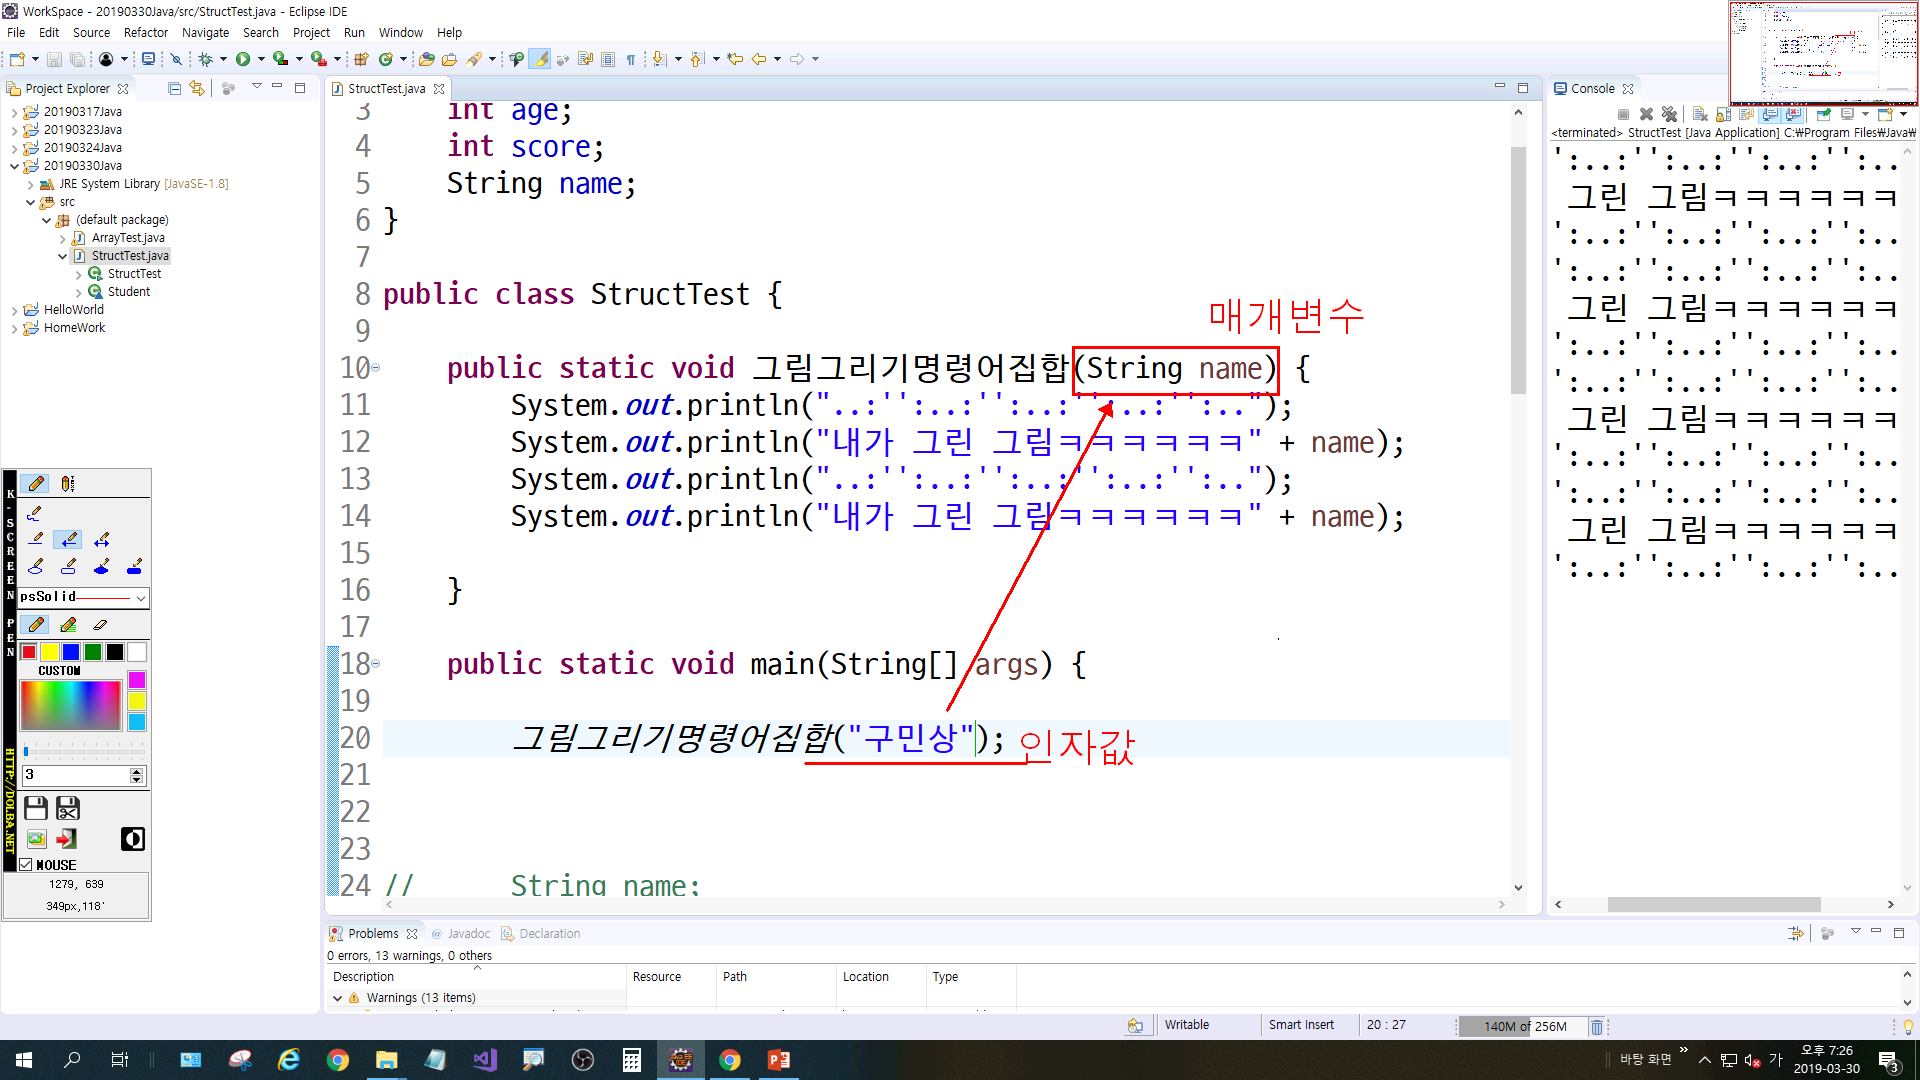 WorkSpace - 20190330Java/src/StructTest.java - Eclipse IDE
File Edit Source Refactor Navigate Search Project Run Window Help
Project Explorer
20190317Java
20190323Java
20190324Java
20190330Java
JRE System Library [JavaSE-1.8]
src
(default package)
ArrayTest.java
StructTest.java
StructTest
Student
HelloWorld
HomeWork
K-SCREEN PEN
HTTP://DOLBA.NET
psSolid
CUSTOM
3
MOUSE
1279, 639
349px,118'
StructTest.java
3 int age;
4 int score;
5 String name;
6 }
7
8 public class StructTest {
9
매개변수
10 public static void 그림그리기명령어집합(String name) {
11 System.out.println("..:'':..:'':..:'':..:'':..");
12 System.out.println("내가 그린 그림ㅋㅋㅋㅋㅋㅋ" + name);
13 System.out.println("..:'':..:'':..:'':..:'':..");
14 System.out.println("내가 그린 그림ㅋㅋㅋㅋㅋㅋ" + name);
15
16 }
17
18 public static void main(String[] args) {
19
20 그림그리기명령어집합("구민상"); 인자값
21
22
23
24 // String name;
Console
<terminated> StructTest [Java Application] C:₩Program Files₩Java₩
':..:'':..:'':..:'':..
그린 그림ㅋㅋㅋㅋㅋㅋ
':..:'':..:'':..:'':..
':..:'':..:'':..:'':..
그린 그림ㅋㅋㅋㅋㅋㅋ
':..:'':..:'':..:'':..
':..:'':..:'':..:'':..
그린 그림ㅋㅋㅋㅋㅋㅋ
':..:'':..:'':..:'':..
':..:'':..:'':..:'':..
그린 그림ㅋㅋㅋㅋㅋㅋ
':..:'':..:'':..:'':..
Problems @ Javadoc Declaration
0 errors, 13 warnings, 0 others
Description Resource Path Location Type
Warnings (13 items)
Writable Smart Insert 20 : 27 140M of 256M
바탕 화면 가 오후 7:26
2019-03-30
3